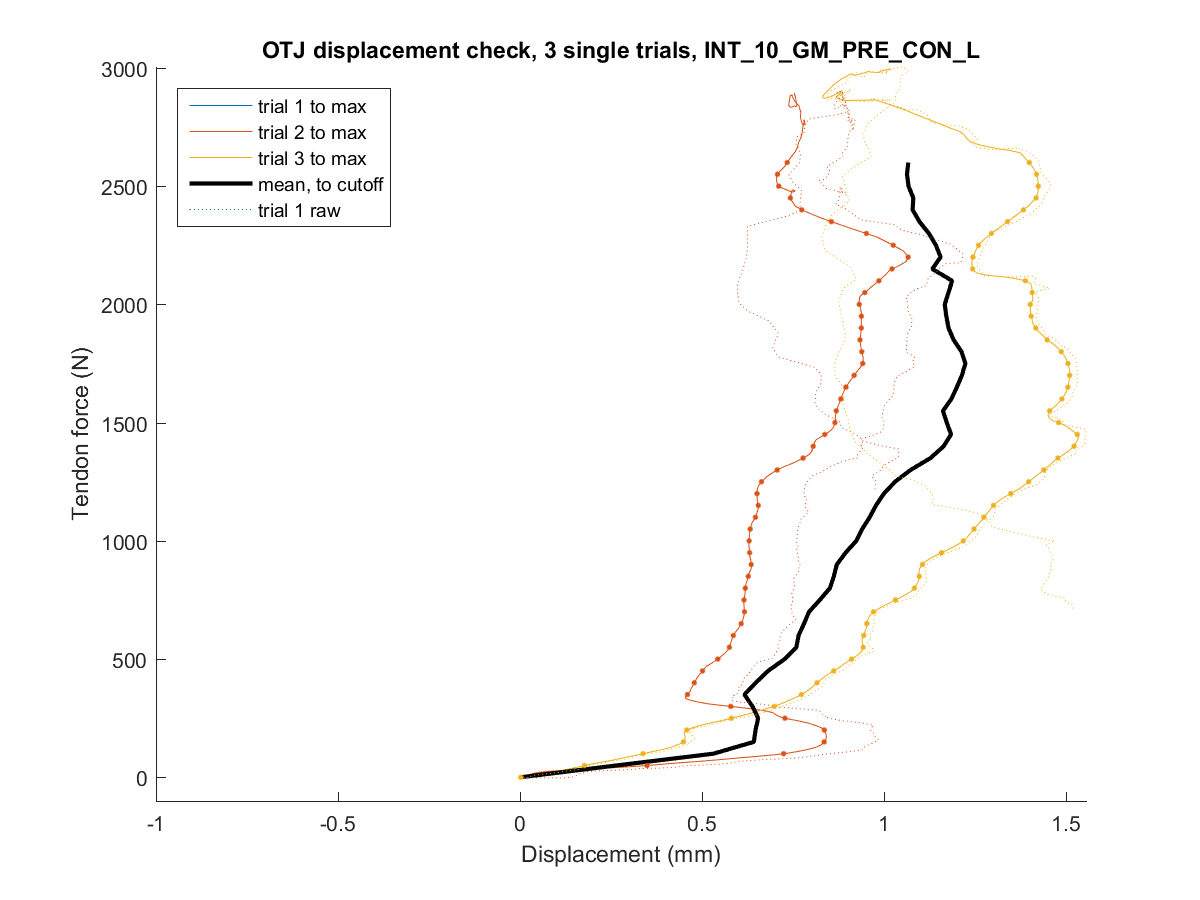 OTJ displacement check, 3 single trials, INT_10_GM_PRE_CON_L
trial 1 to max
trial 2 to max
trial 3 to max
mean, to cutoff
trial 1 raw
3000
2500
2000
1500
1000
500
0
Tendon force (N)
-1
-0.5
0
0.5
1
1.5
Displacement (mm)